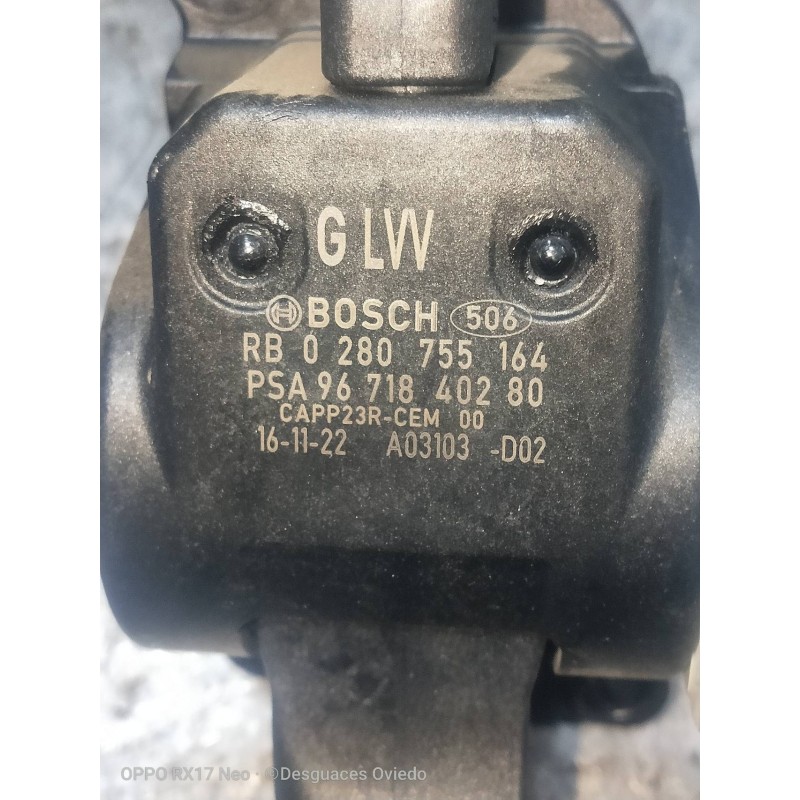 G LVV
BOSCH 506
RB 0 280 755 164
PSA 96 718 402 80
CAPP23R-CEM 00
16-11-22 A03103 -D02
OPPO RX17 Neo · ®Desguaces Oviedo